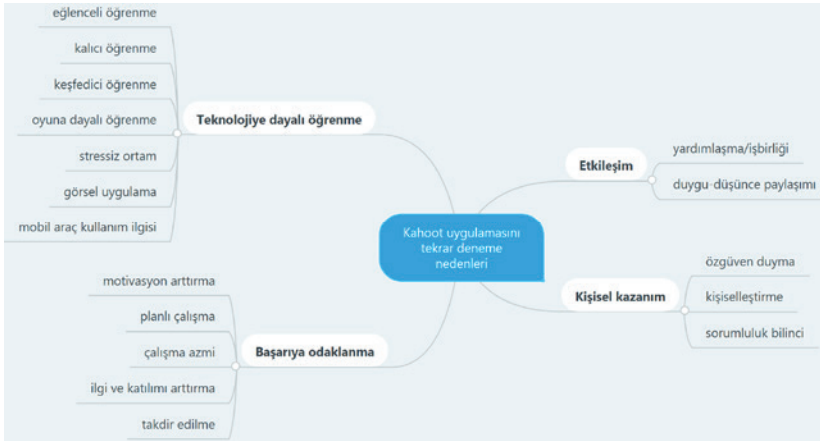 eğlenceli öğrenme
kalıcı öğrenme
keşfedici öğrenme
oyuna dayalı öğrenme
stressiz ortam
görsel uygulama
mobil araç kullanım ilgisi
Teknolojiye dayalı öğrenme
motivasyon arttırma
planlı çalışma
çalışma azmi
ilgi ve katılımı arttırma
takdir edilme
Başarıya odaklanma
Kahoot uygulamasını
tekrar deneme
nedenleri
Etkileşim
yardımlaşma/işbirliği
duygu-düşünce paylaşımı
Kişisel kazanım
özgüven duyma
kişiselleştirme
sorumluluk bilinci